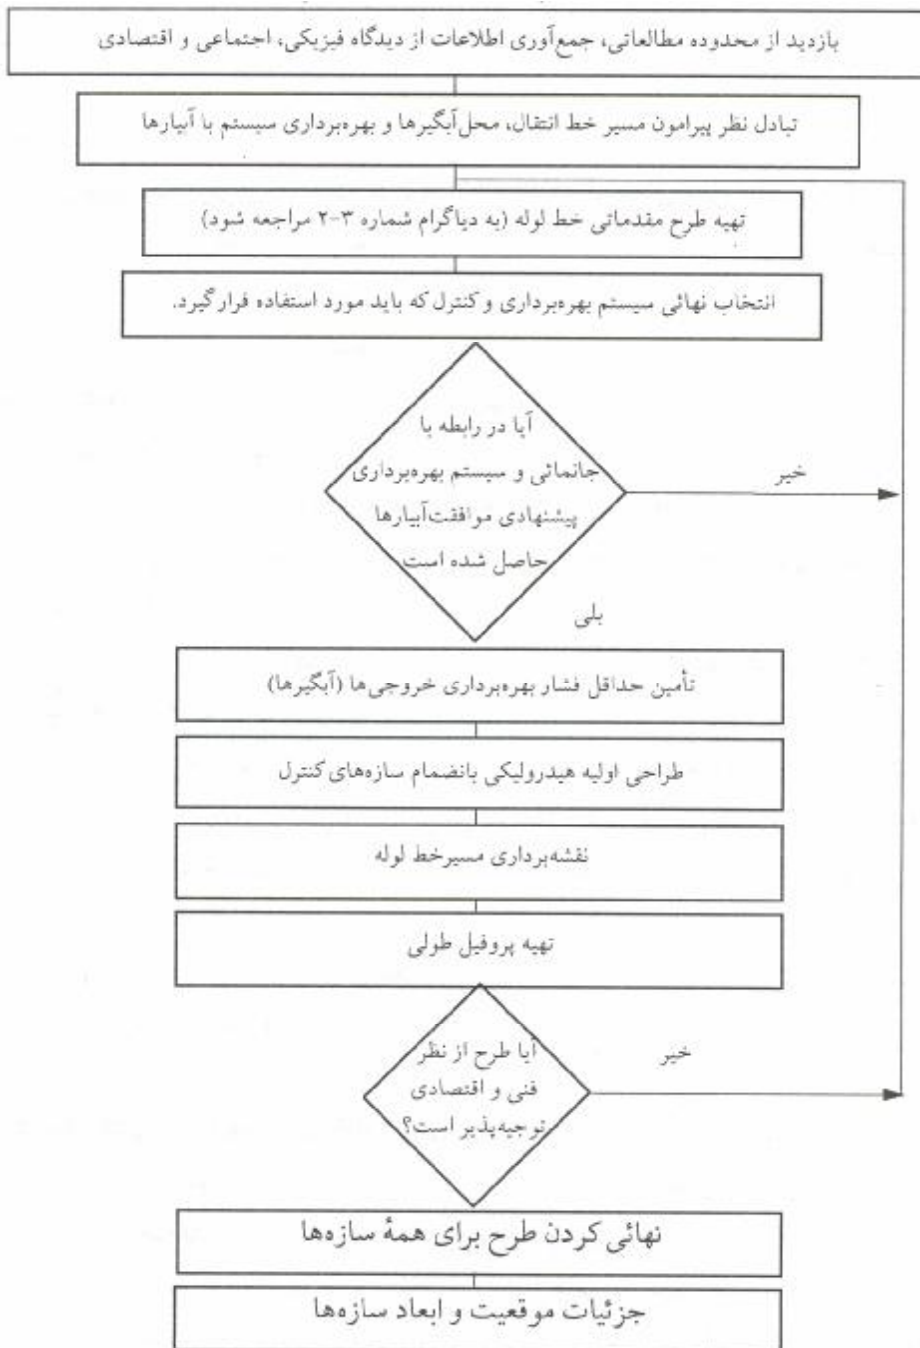 بازدید از محدوده مطالعاتی، جمع‌آوری اطلاعات از دیدگاه فیزیکی، اجتماعی و اقتصادی
تبادل نظر پیرامون مسیر خط انتقال، محل‌آبگیرها و بهره‌برداری سیستم با آبیارها
تهیه طرح مقدماتی خط لوله (به دیاگرام شماره ۳-۲ مراجعه شود)
انتخاب نهائی سیستم بهره‌برداری و کنترل که باید مورد استفاده قرار گیرد.
آیا در رابطه با
جانمائی و سیستم بهره‌برداری
پیشنهادی موافقت‌آبیارها
حاصل شده است
خیر
بلی
تأمین حداقل فشار بهره‌برداری خروجی‌ها (آبگیرها)
طراحی اولیه هیدرولیکی بانضمام سازه‌های کنترل
نقشه‌برداری مسیرخط لوله
تهیه پروفیل طولی
آیا طرح از نظر
فنی و اقتصادی
توجیه‌پذیر است؟
خیر
نهائی کردن طرح برای همهٔ سازه‌ها
جزئیات موقعیت و ابعاد سازه‌ها